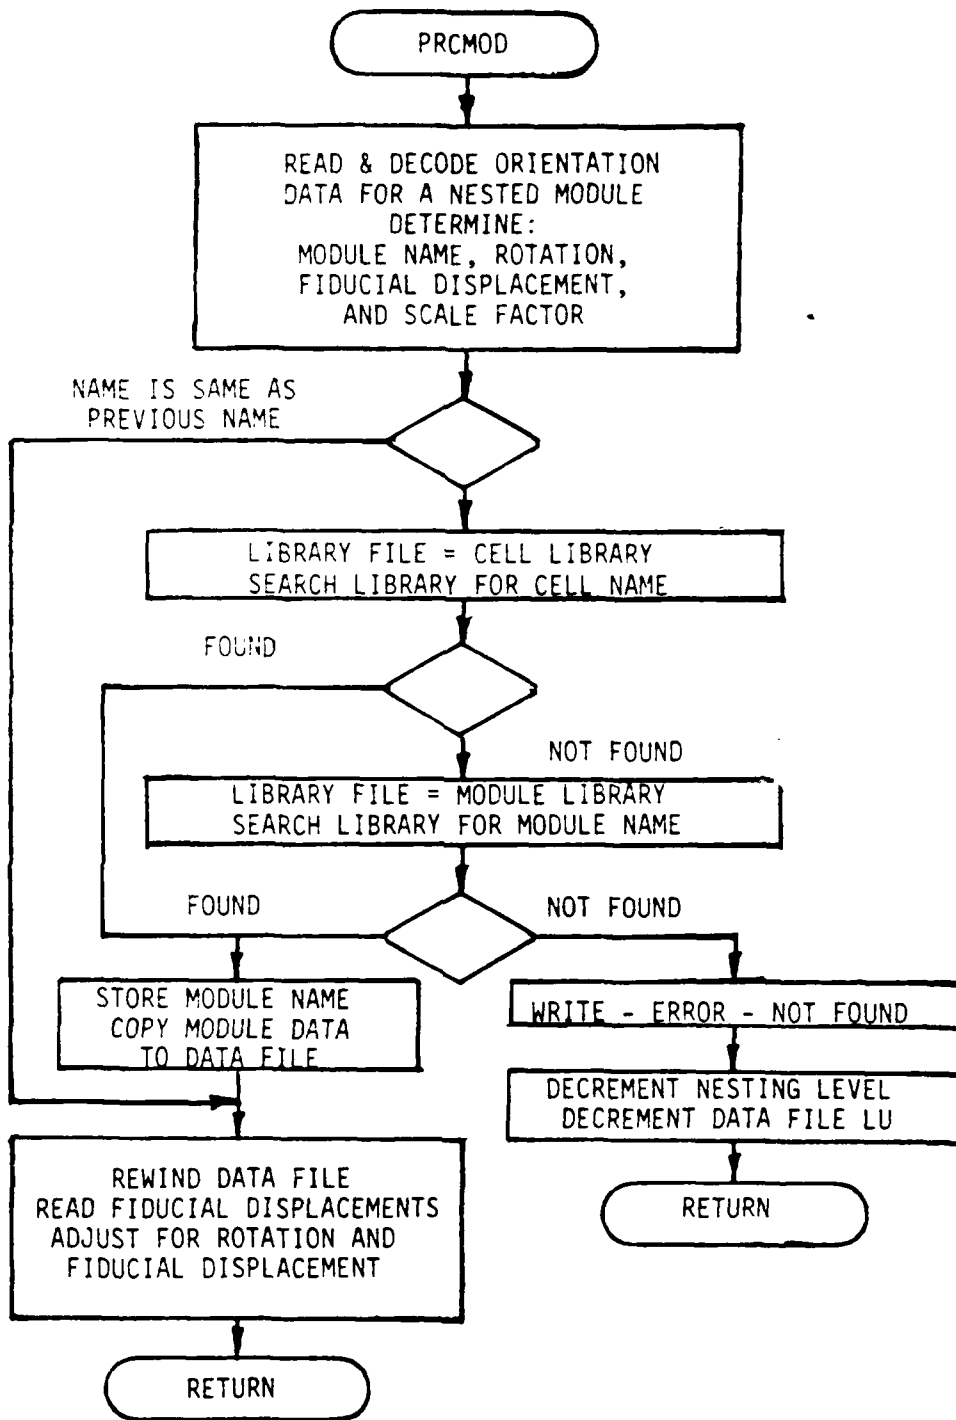 PRCMOD
READ & DECODE ORIENTATION
DATA FOR A NESTED MODULE
DETERMINE:
MODULE NAME, ROTATION,
FIDUCIAL DISPLACEMENT,
AND SCALE FACTOR
NAME IS SAME AS
PREVIOUS NAME
LIBRARY FILE = CELL LIBRARY
SEARCH LIBRARY FOR CELL NAME
FOUND
NOT FOUND
LIBRARY FILE = MODULE LIBRARY
SEARCH LIBRARY FOR MODULE NAME
FOUND
NOT FOUND
STORE MODULE NAME
COPY MODULE DATA
TO DATA FILE
WRITE - ERROR - NOT FOUND
DECREMENT NESTING LEVEL
DECREMENT DATA FILE LU
REWIND DATA FILE
READ FIDUCIAL DISPLACEMENTS
ADJUST FOR ROTATION AND
FIDUCIAL DISPLACEMENT
RETURN
RETURN